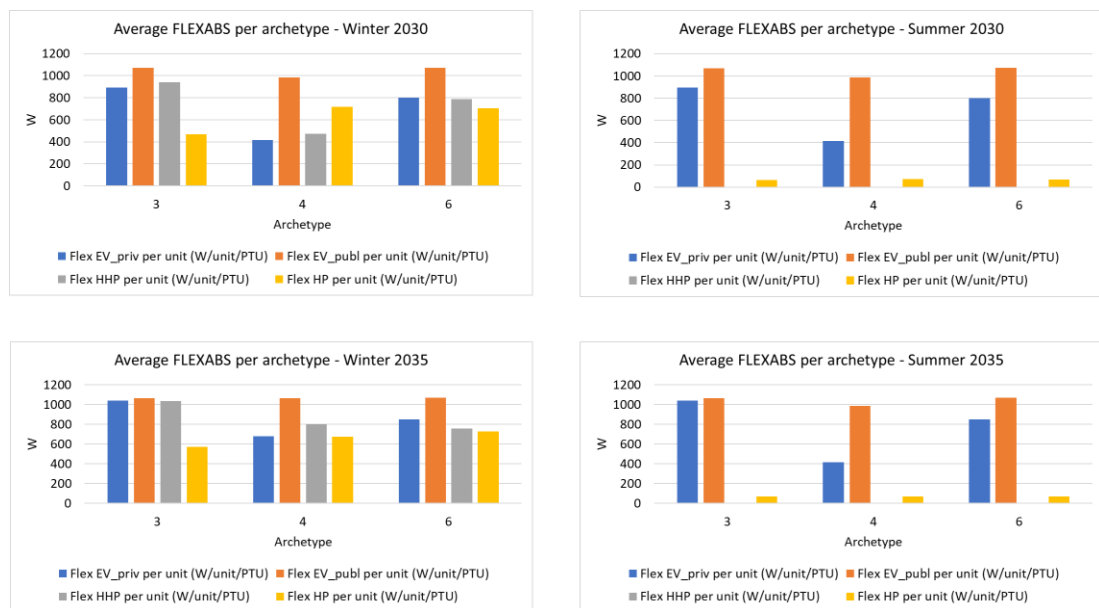 Average FLEXABS per archetype - Winter 2030
1200
1000
800
600
400
200
0
W
3 4 6
Archetype
Flex EV_priv per unit (W/unit/PTU) Flex EV_publ per unit (W/unit/PTU)
Flex HHP per unit (W/unit/PTU) Flex HP per unit (W/unit/PTU)
Average FLEXABS per archetype - Summer 2030
1200
1000
800
600
400
200
0
W
3 4 6
Archetype
Flex EV_priv per unit (W/unit/PTU) Flex EV_publ per unit (W/unit/PTU)
Flex HHP per unit (W/unit/PTU) Flex HP per unit (W/unit/PTU)
Average FLEXABS per archetype - Winter 2035
1200
1000
800
600
400
200
0
W
3 4 6
Archetype
Flex EV_priv per unit (W/unit/PTU) Flex EV_publ per unit (W/unit/PTU)
Flex HHP per unit (W/unit/PTU) Flex HP per unit (W/unit/PTU)
Average FLEXABS per archetype - Summer 2035
1200
1000
800
600
400
200
0
W
3 4 6
Archetype
Flex EV_priv per unit (W/unit/PTU) Flex EV_publ per unit (W/unit/PTU)
Flex HHP per unit (W/unit/PTU) Flex HP per unit (W/unit/PTU)